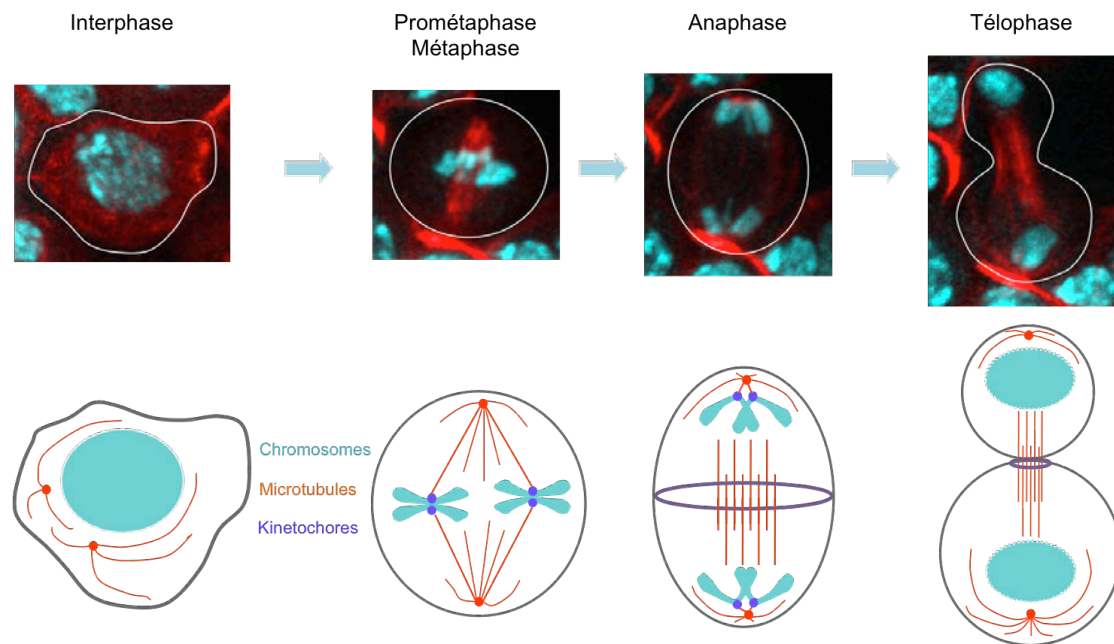 Interphase
Prométaphase
Métaphase
Anaphase
Télophase
Chromosomes
Microtubules
Kinetochores